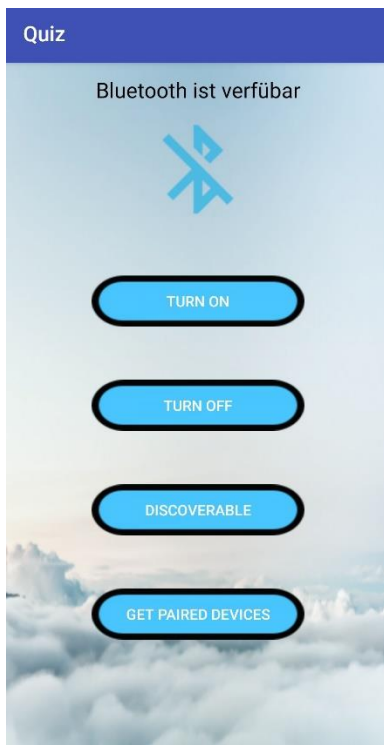 Quiz
Bluetooth ist verfübar
TURN ON
TURN OFF
DISCOVERABLE
GET PAIRED DEVICES